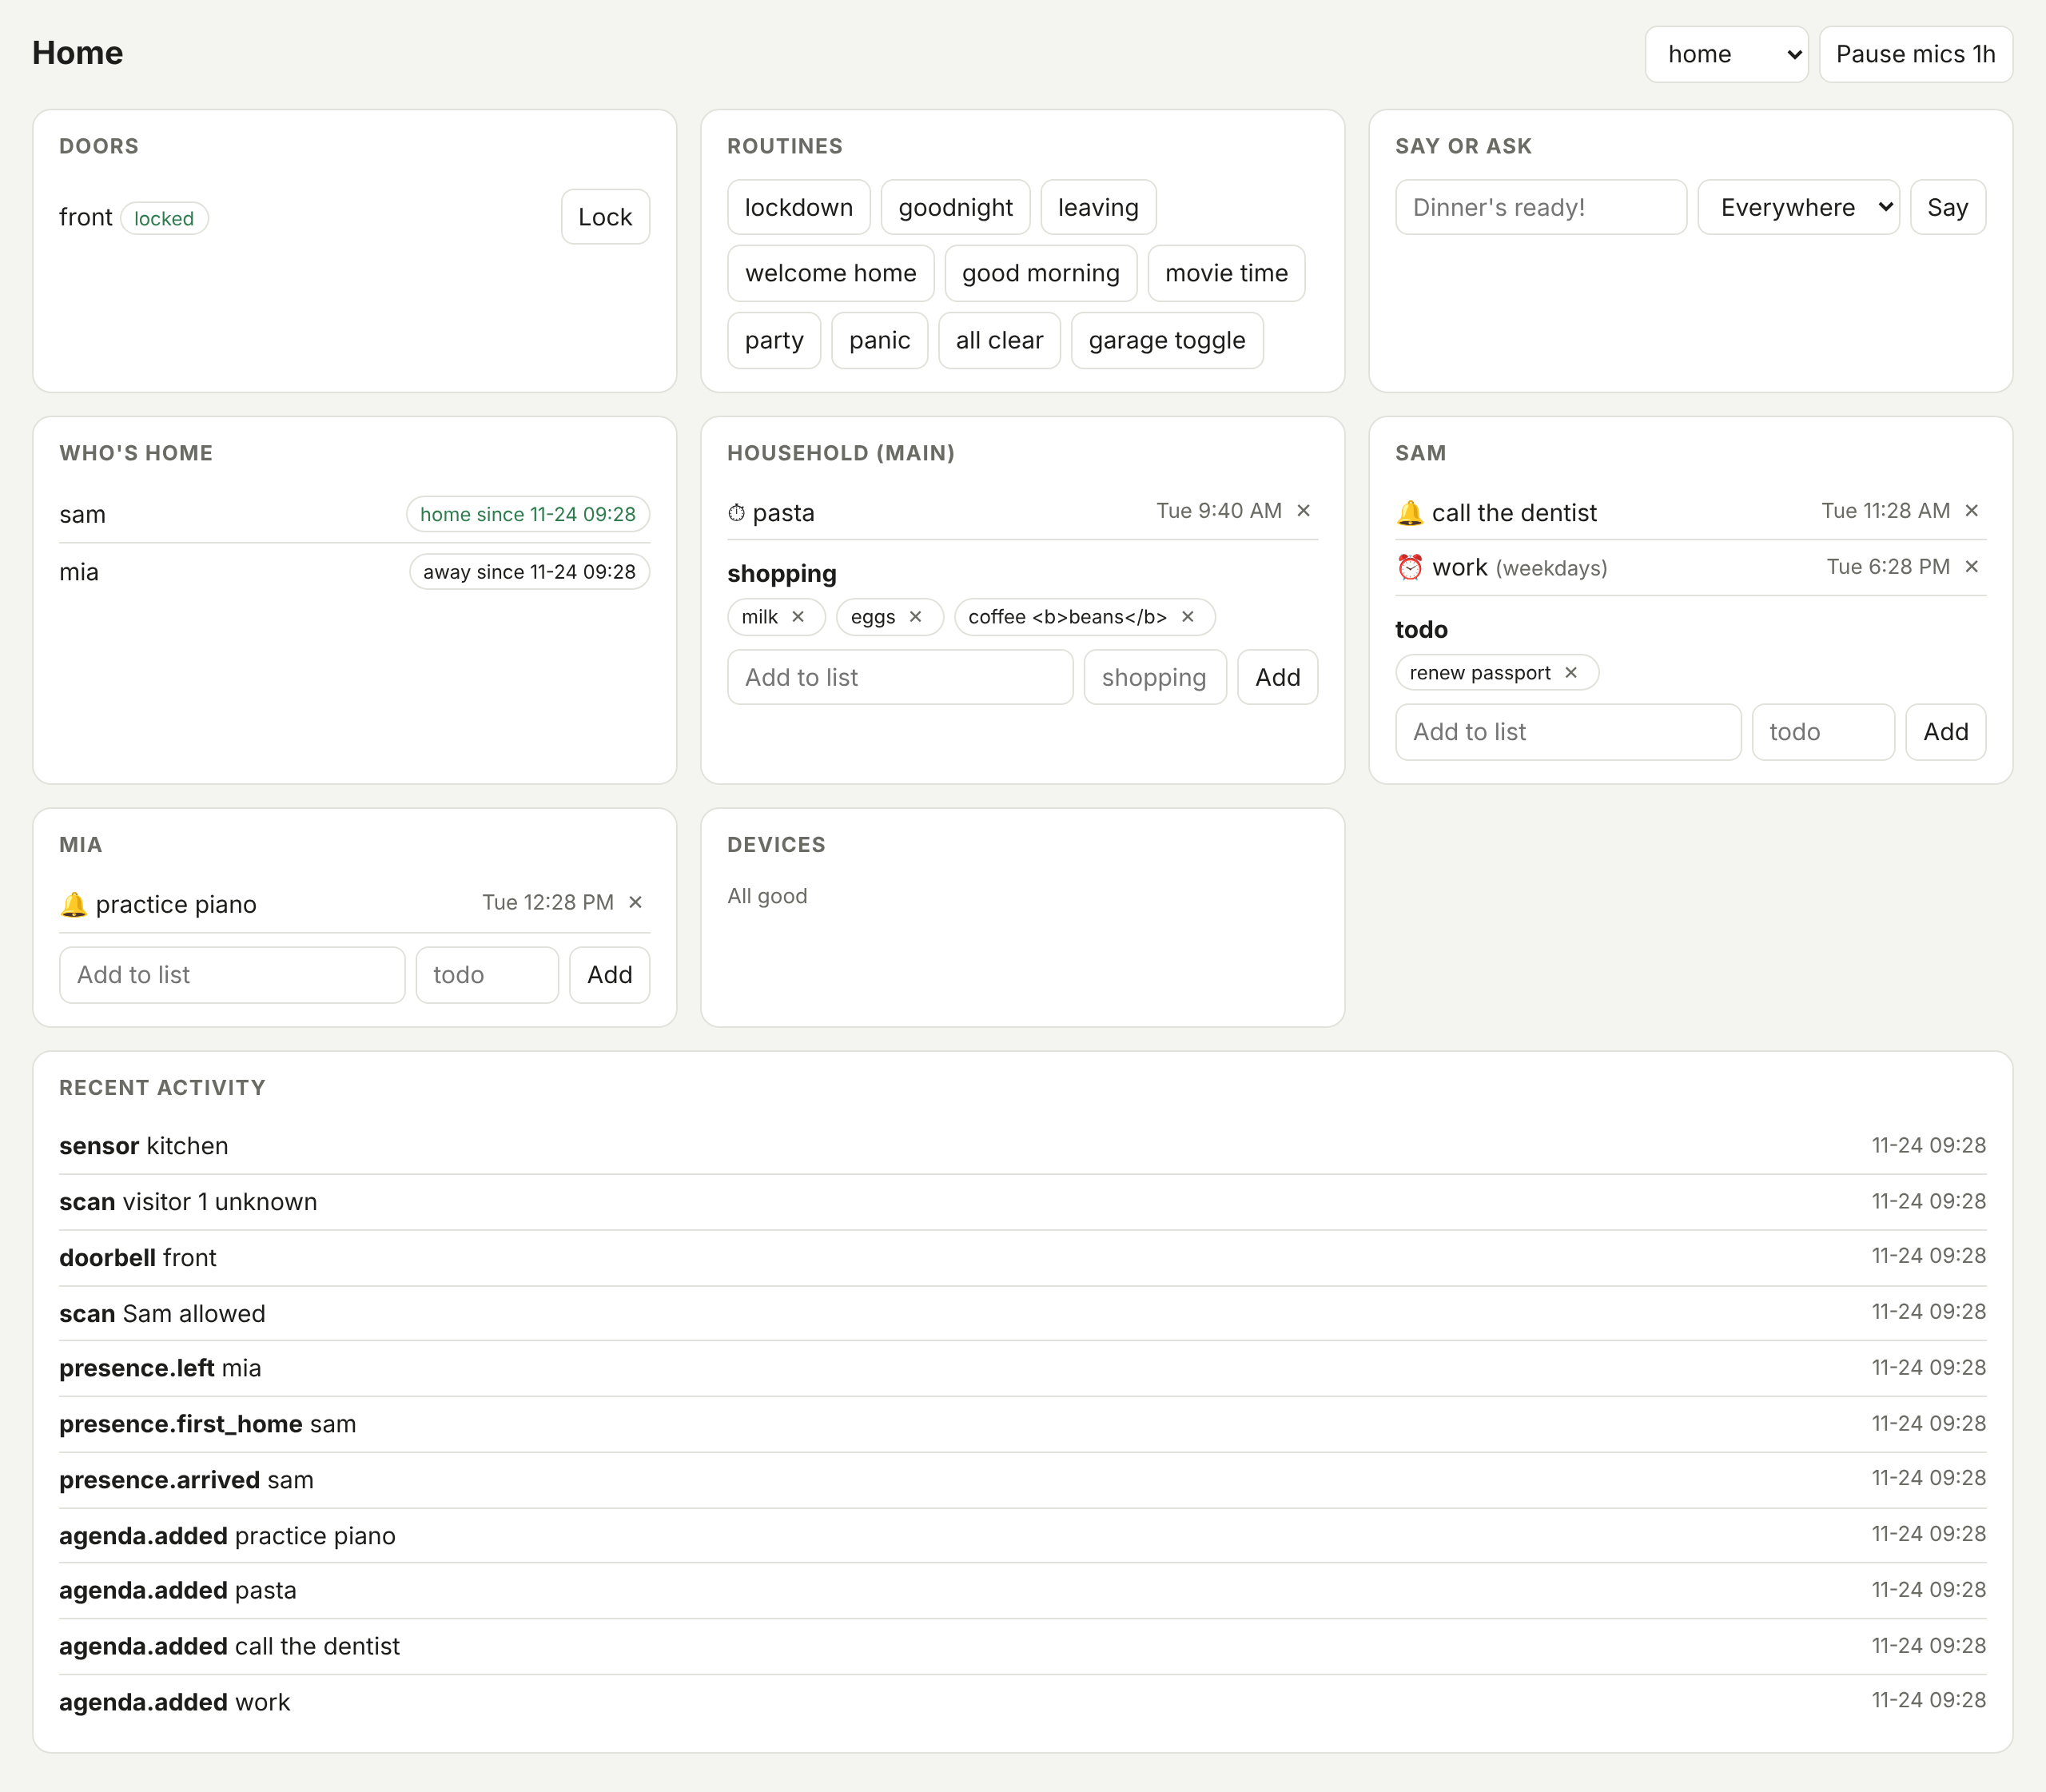 Home
home
Pause mics 1h
DOORS
front locked
Lock
ROUTINES
lockdown
goodnight
leaving
welcome home
good morning
movie time
party
panic
all clear
garage toggle
SAY OR ASK
Dinner's ready!
Everywhere
Say
WHO'S HOME
sam
home since 11-24 09:28
mia
away since 11-24 09:28
HOUSEHOLD (MAIN)
⏱ pasta
Tue 9:40 AM ✕
shopping
milk ✕
eggs ✕
coffee <b>beans</b> ✕
Add to list
shopping
Add
SAM
🔔 call the dentist
Tue 11:28 AM ✕
⏰ work (weekdays)
Tue 6:28 PM ✕
todo
renew passport ✕
Add to list
todo
Add
MIA
🔔 practice piano
Tue 12:28 PM ✕
Add to list
todo
Add
DEVICES
All good
RECENT ACTIVITY
sensor kitchen 11-24 09:28
scan visitor 1 unknown 11-24 09:28
doorbell front 11-24 09:28
scan Sam allowed 11-24 09:28
presence.left mia 11-24 09:28
presence.first_home sam 11-24 09:28
presence.arrived sam 11-24 09:28
agenda.added practice piano 11-24 09:28
agenda.added pasta 11-24 09:28
agenda.added call the dentist 11-24 09:28
agenda.added work 11-24 09:28